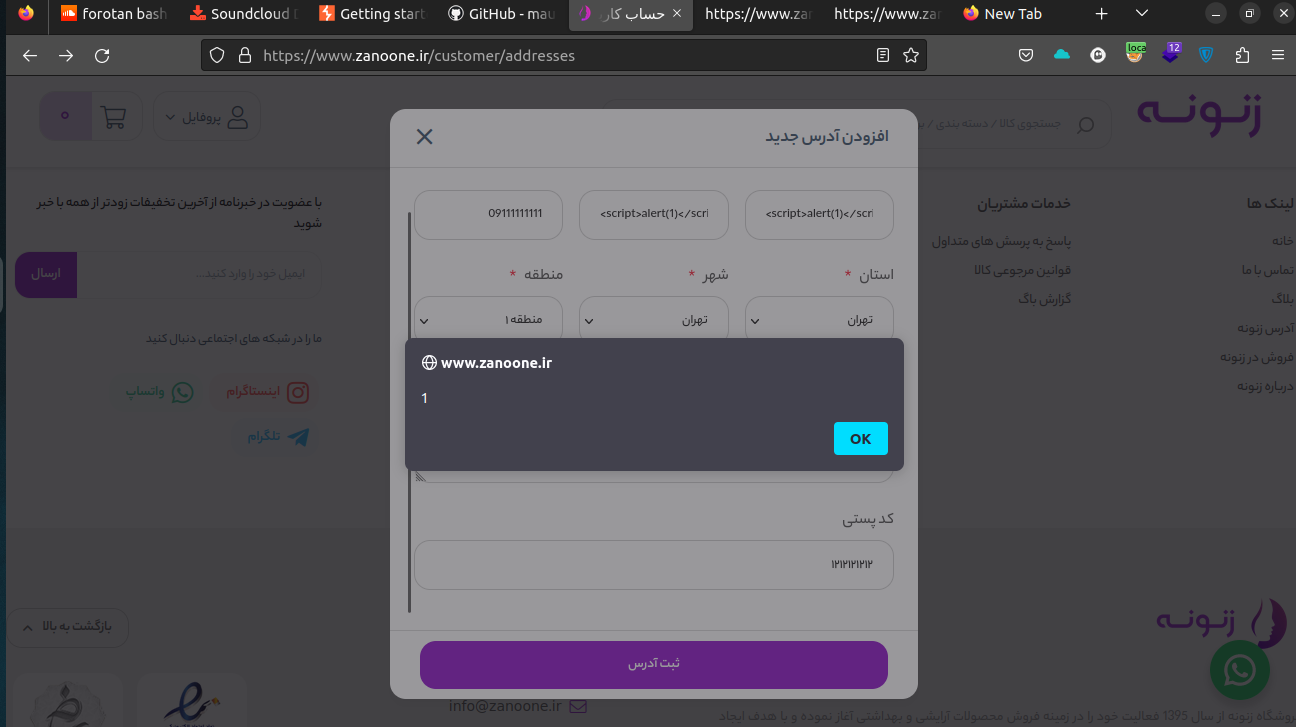 forotan bash
Soundcloud D
Getting start
GitHub - mau
حساب کار
https://www.za
https://www.za
New Tab
https://www.zanoone.ir/customer/addresses
loca
12
زنونه
جستجوی کالا / دسته بندی / بر
پروفایل
۰
افزودن آدرس جدید
<script>alert(1)</scri
<script>alert(1)</scri
09111111111
استان *
شهر *
منطقه *
تهران
تهران
منطقه ۱
www.zanoone.ir
1
OK
کد پستی
۱۲۱۲۱۲۱۲۱۲
ثبت آدرس
لینک ها
خانه
تماس با ما
بلاگ
آدرس زنونه
فروش در زنونه
درباره زنونه
خدمات مشتریان
پاسخ به پرسش های متداول
قوانین مرجوعی کالا
گزارش باگ
با عضویت در خبرنامه از آخرین تخفیفات زودتر از همه با خبر
شوید
ایمیل خود را وارد کنید...
ارسال
ما را در شبکه های اجتماعی دنبال کنید
اینستاگرام
واتساپ
تلگرام
بازگشت به بالا
زنونه
info@zanoone.ir
فروشگاه زنونه از سال 1395 فعالیت خود را در زمینه فروش محصولات آرایشی و بهداشتی آغاز نموده و با هدف ایجاد